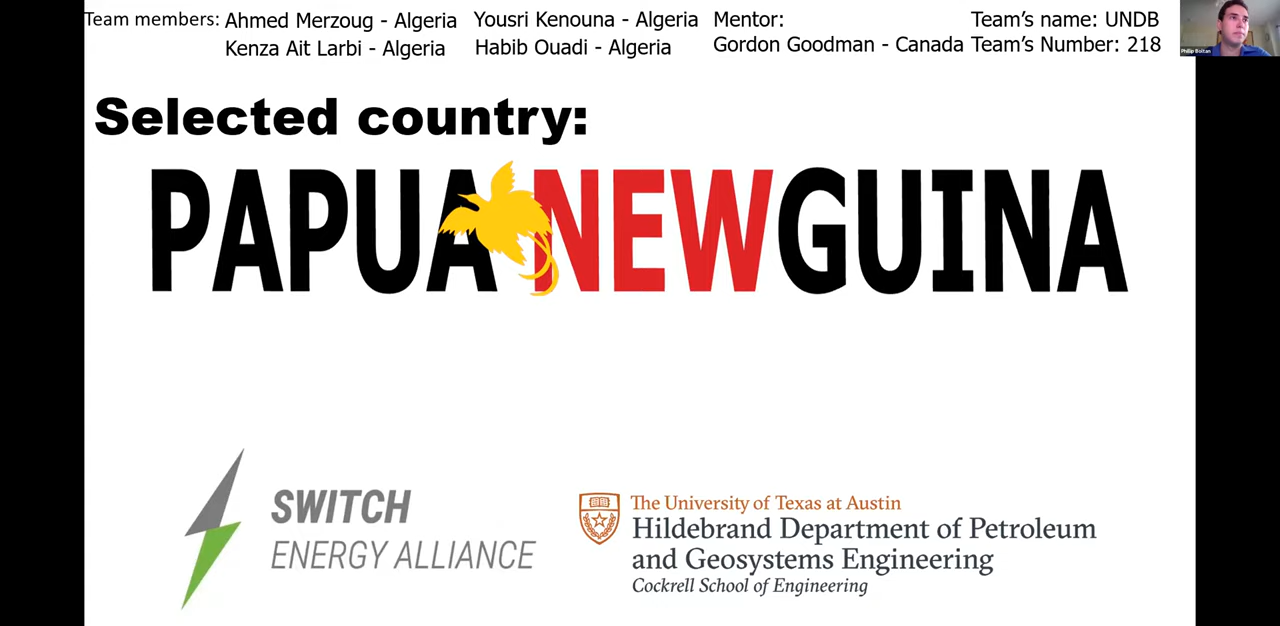 Team members: Ahmed Merzoug - Algeria Yousri Kenouna - Algeria Mentor: Team's name: UNDB
Kenza Ait Larbi - Algeria Habib Ouadi - Algeria Gordon Goodman - Canada Team's Number: 218
Philip Boltan
Selected country:
PAPUA NEW GUINA
SWITCH
ENERGY ALLIANCE
The University of Texas at Austin
Hildebrand Department of Petroleum
and Geosystems Engineering
Cockrell School of Engineering